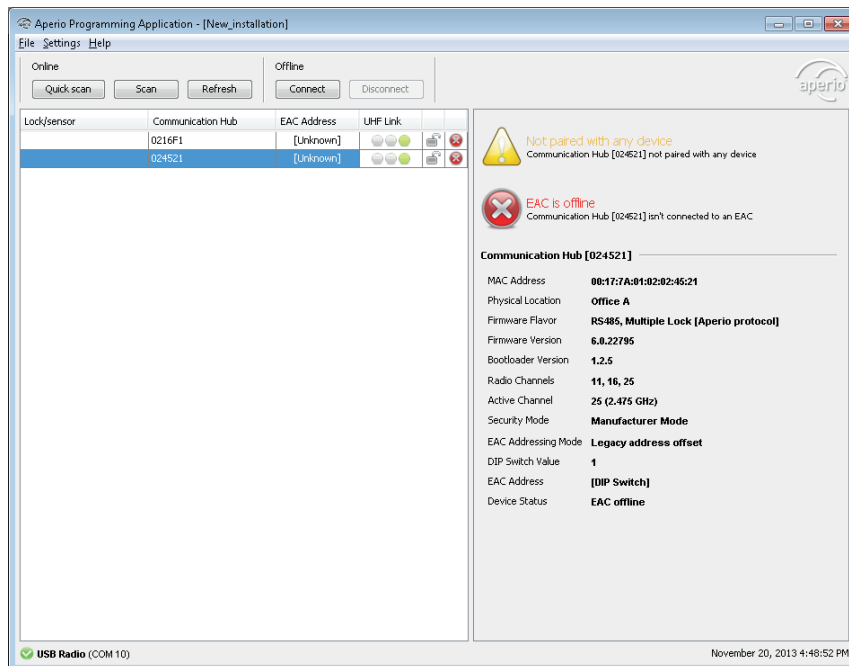 Aperio Programming Application - [New_installation]
File Settings Help
Online
Offline
Quick scan Scan Refresh Connect Disconnect
aperio
Lock/sensor Communication Hub EAC Address UHF Link
0216F1 [Unknown]
024521 [Unknown]
Not paired with any device
Communication Hub [024521] not paired with any device
EAC is offline
Communication Hub [024521] isn't connected to an EAC
Communication Hub [024521]
MAC Address 00:17:7A:01:02:02:45:21
Physical Location Office A
Firmware Flavor RS485, Multiple Lock [Aperio protocol]
Firmware Version 6.0.22795
Bootloader Version 1.2.5
Radio Channels 11, 16, 25
Active Channel 25 (2.475 GHz)
Security Mode Manufacturer Mode
EAC Addressing Mode Legacy address offset
DIP Switch Value 1
EAC Address [DIP Switch]
Device Status EAC offline
USB Radio (COM 10)
November 20, 2013 4:48:52 PM